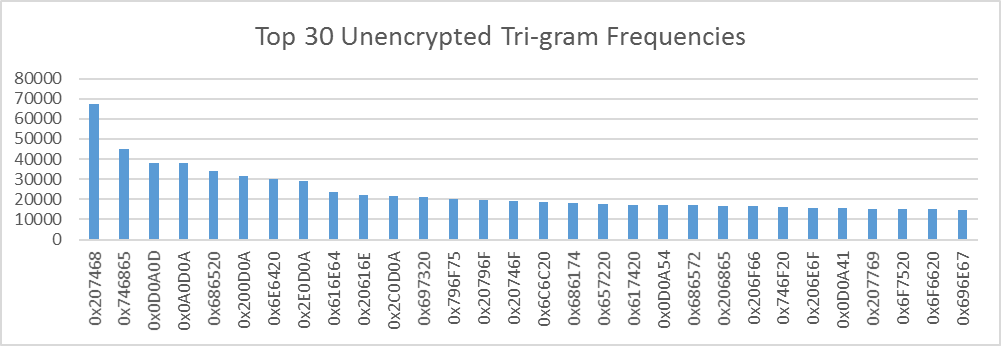 Top 30 Unencrypted Tri-gram Frequencies
80000
70000
60000
50000
40000
30000
20000
10000
0
0x207468
0x746865
0x0D0A0D
0x0A0D0A
0x686520
0x200D0A
0x6E6420
0x2E0D0A
0x616E64
0x20616E
0x2C0D0A
0x697320
0x796F75
0x20796F
0x20746F
0x6C6C20
0x686174
0x657220
0x617420
0x0D0A54
0x686572
0x206865
0x206F66
0x746F20
0x206E6F
0x0D0A41
0x207769
0x6F7520
0x6F6620
0x696E67